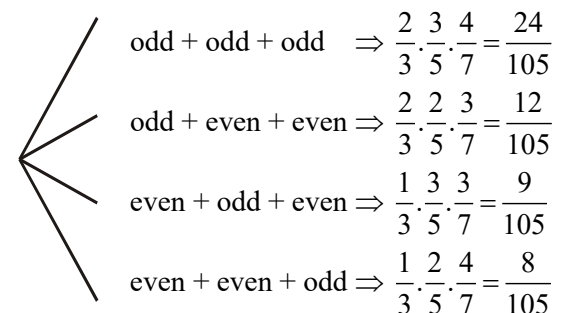 odd + odd + odd ⇒ 2/3 . 3/5 . 4/7 = 24/105
odd + even + even ⇒ 2/3 . 2/5 . 3/7 = 12/105
even + odd + even ⇒ 1/3 . 3/5 . 3/7 = 9/105
even + even + odd ⇒ 1/3 . 2/5 . 4/7 = 8/105